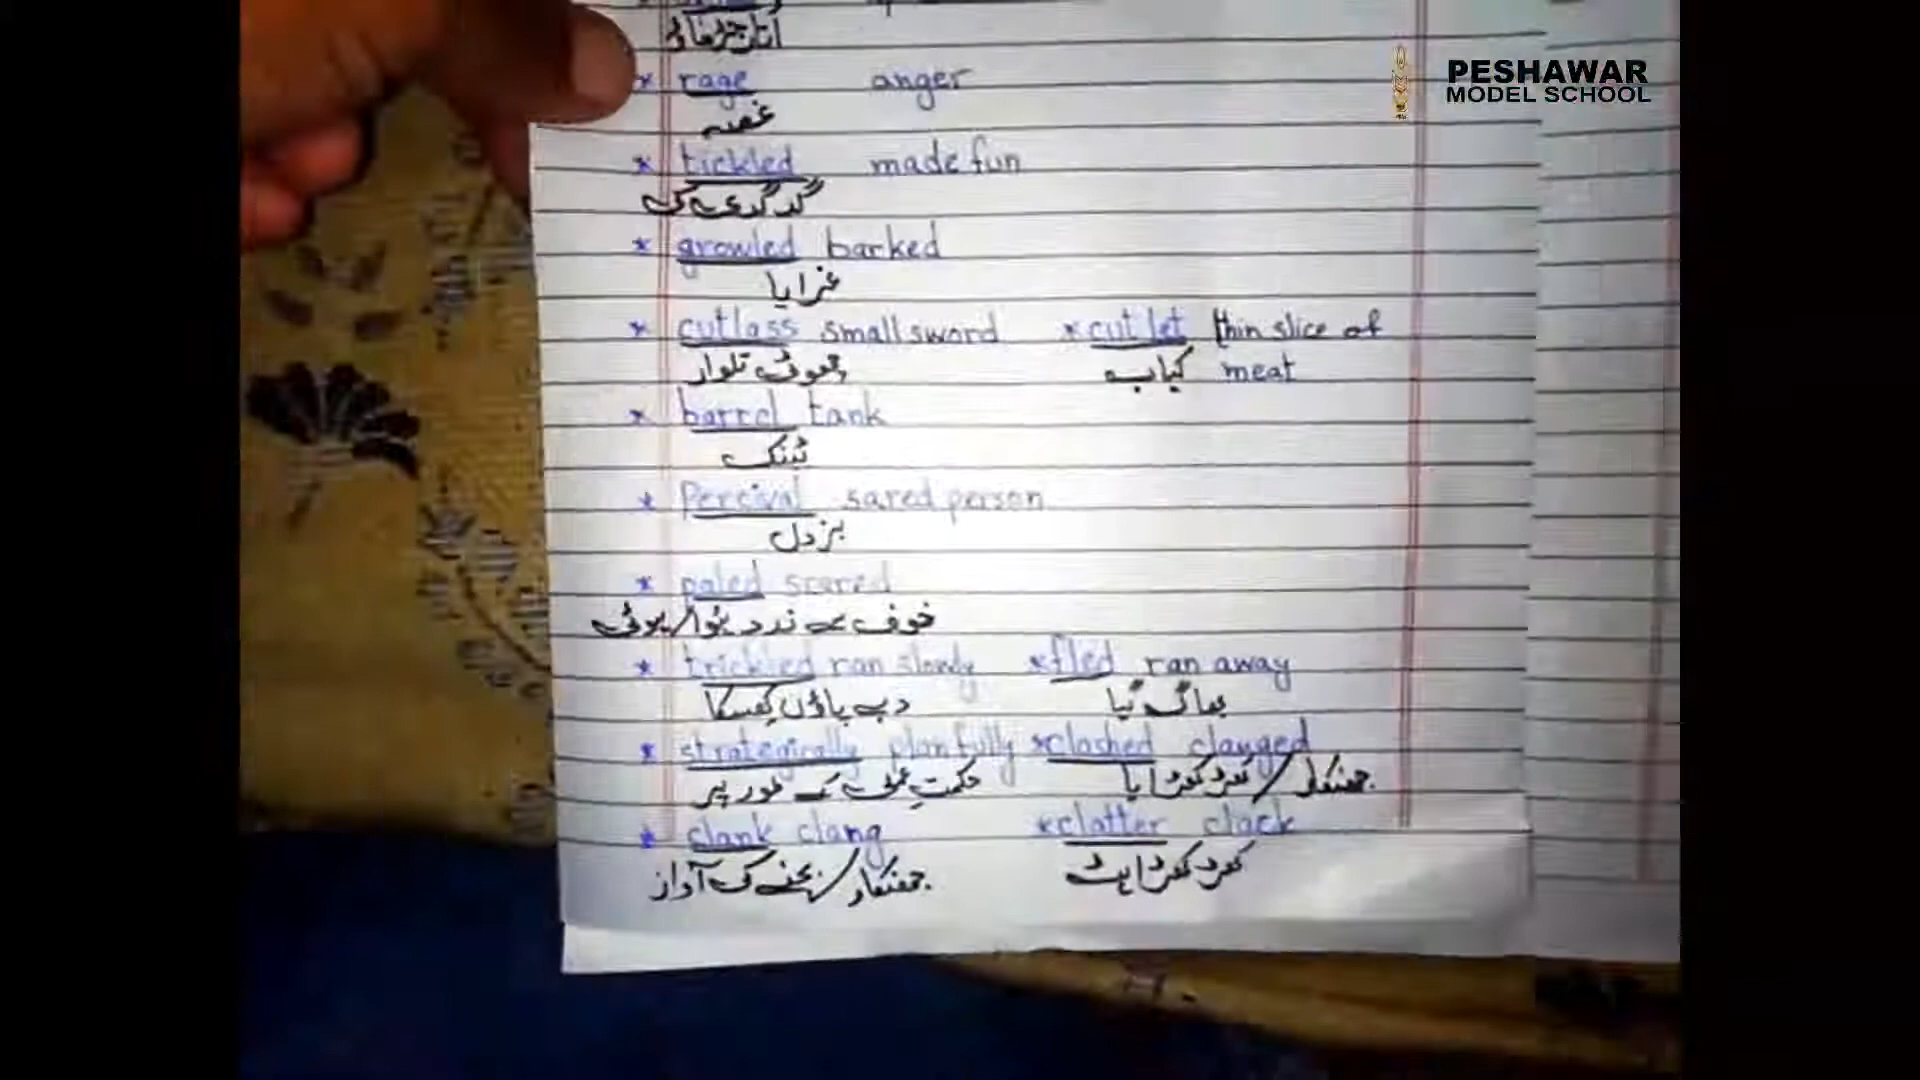 اتار چڑھاؤ
PESHAWAR
MODEL SCHOOL
* rage anger
غصہ
* tickled made fun
گدگدی کی
* growled barked
غرایا
* cutlass small sword *cutlet thin slice of
چھوٹی تلوار کباب meat
* barrel tank
ٹینک
* Percival sared person
بزدل
* paled scared
خوف سے زرد ہوا/ہوئی
* trickled ran slowly *fled ran away
دبے پاؤں کھسکا بھاگ گیا
* strategically planfully *clashed clanged
حکمتِ عملی کے طور پر جھنکار/کھڑکھڑایا
* clank clang *clatter clack
جھنکار/بجنے کی آواز کھڑکھڑاہٹ